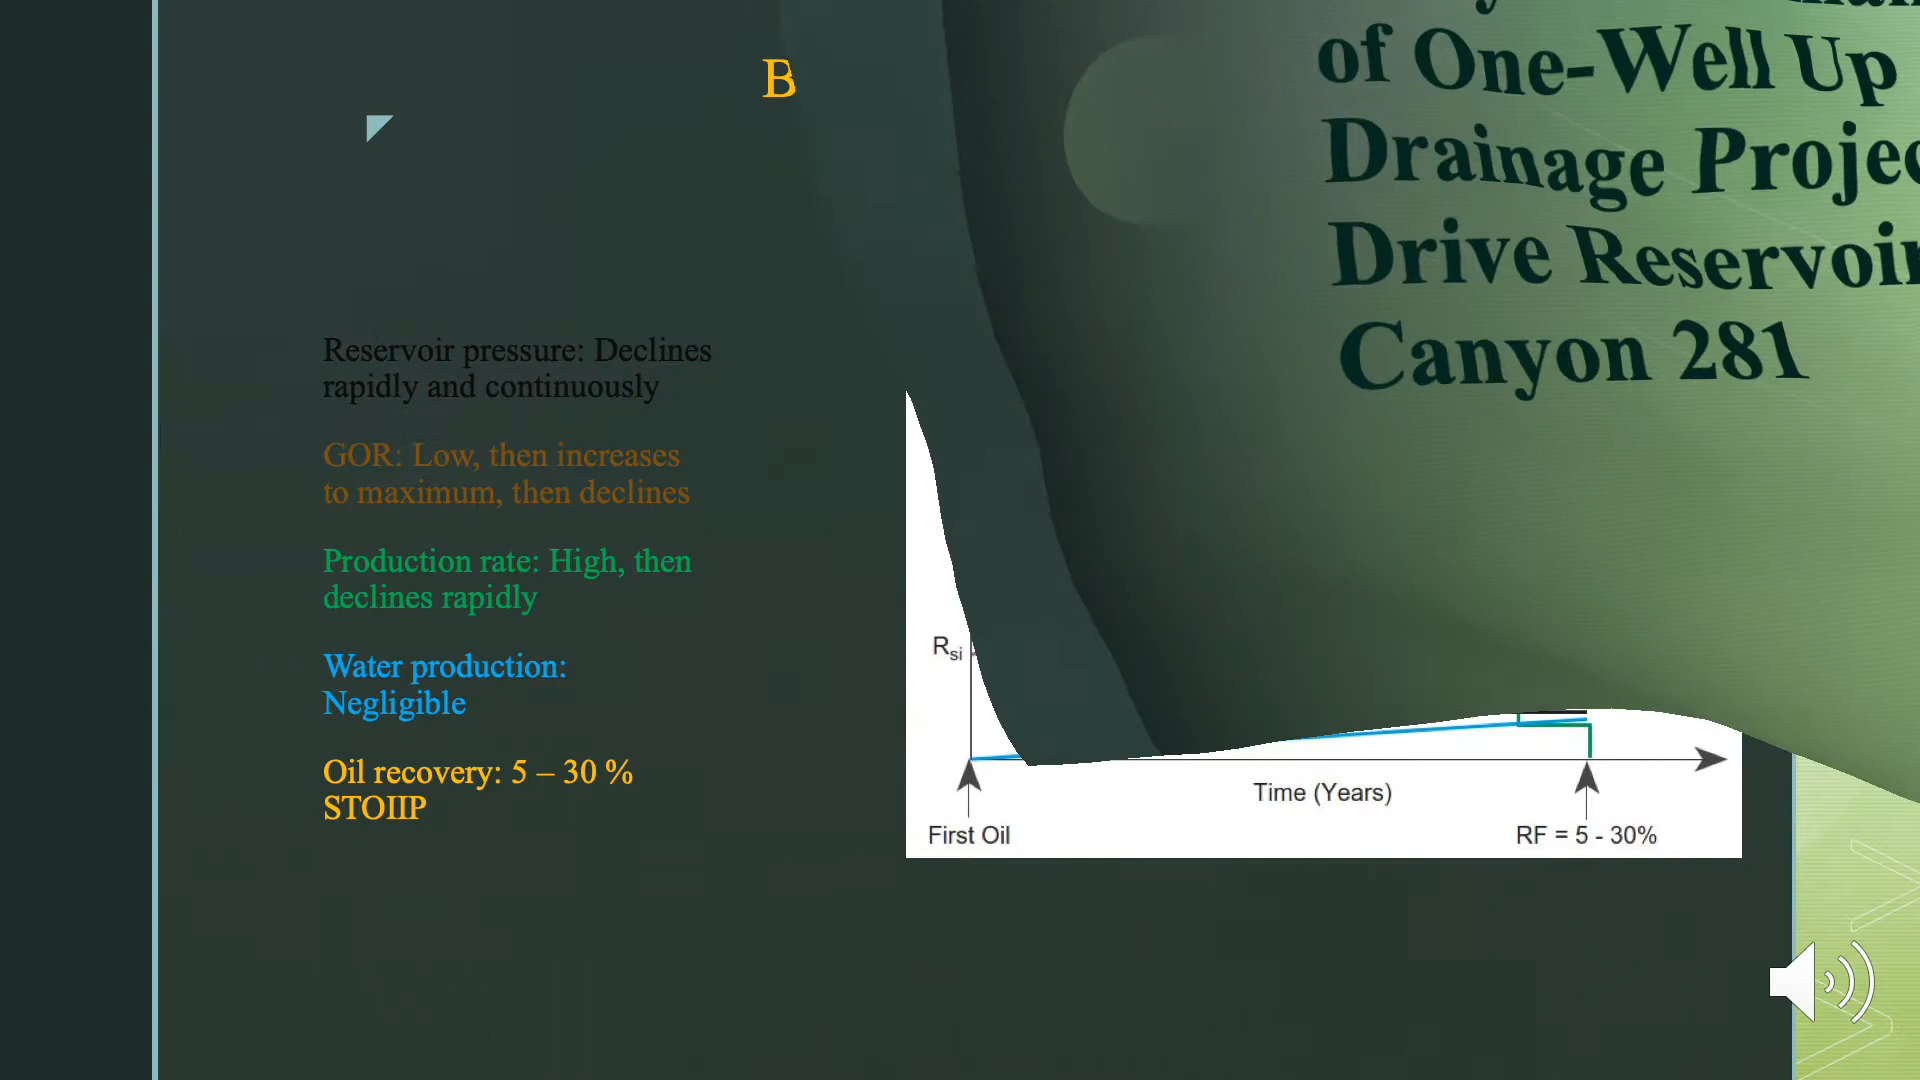 B
of One-Well Up
Drainage
Drive
Canyon 281
Reservoir pressure: Declines
rapidly and continuously
GOR: Low, then increases
to maximum, then declines
Production rate: High, then
declines rapidly
Water production:
Negligible
Oil recovery: 5 – 30 %
STOIIP
Rsi
Time (Years)
First Oil
RF = 5 - 30%